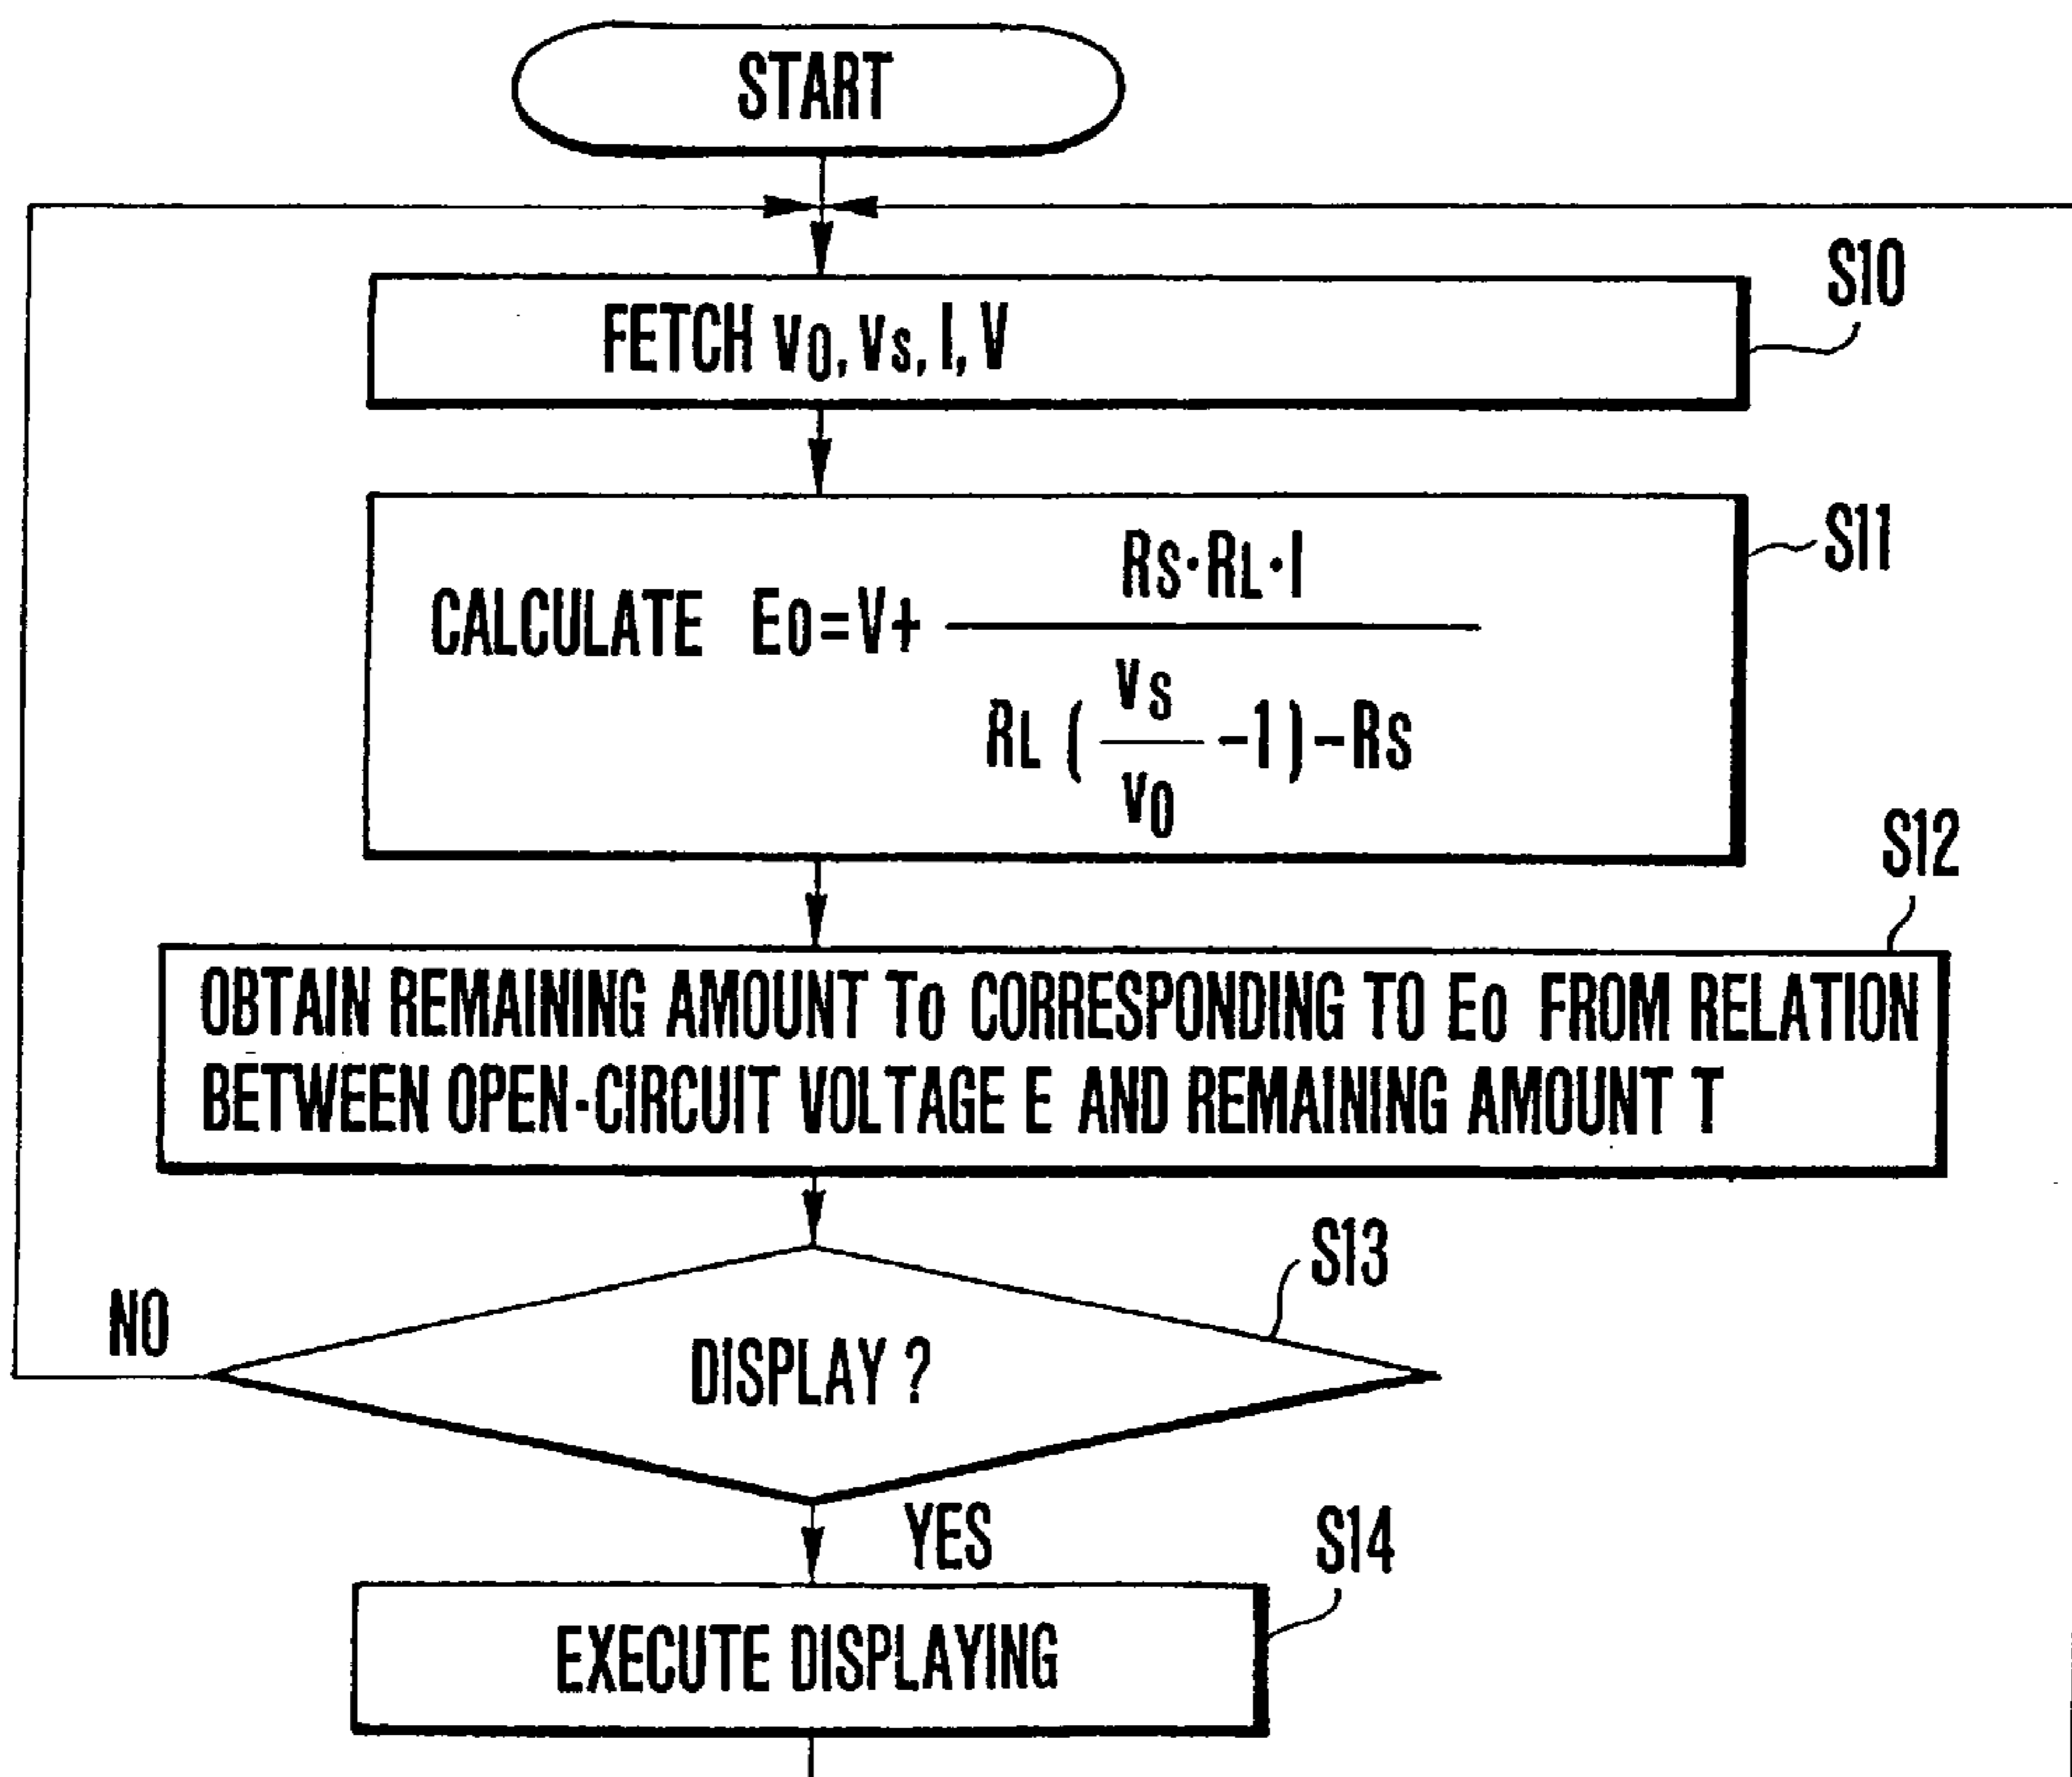 START
S10
FETCH v0, vs, I, V
S11
CALCULATE E0=V+ RS·RL·I
RL ( vs / v0 -1)-RS
S12
OBTAIN REMAINING AMOUNT T0 CORRESPONDING TO E0 FROM RELATION
BETWEEN OPEN-CIRCUIT VOLTAGE E AND REMAINING AMOUNT T
S13
NO
DISPLAY ?
YES
S14
EXECUTE DISPLAYING